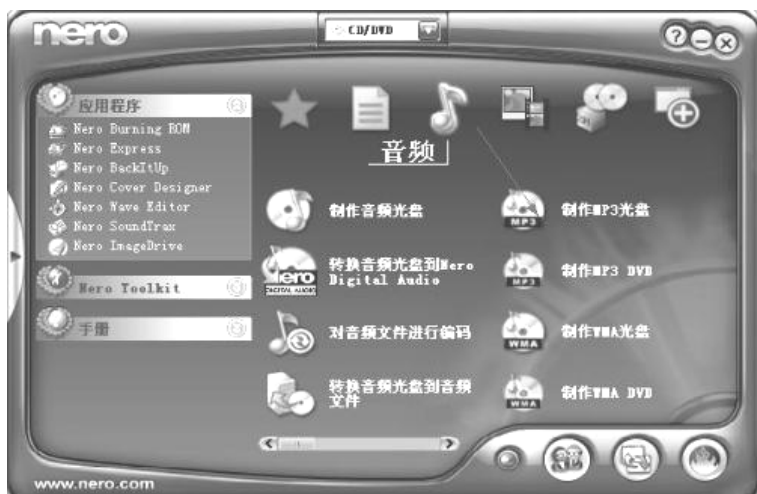 nero
CD/DVD
应用程序
Nero Burning ROM
Nero Express
Nero BackItUp
Nero Cover Designer
Nero Wave Editor
Nero SoundTrax
Nero ImageDrive
Nero Toolkit
手册
音频
制作音频光盘
转换音频光盘到Nero
Digital Audio
对音频文件进行编码
转换音频光盘到音频
文件
制作MP3光盘
制作MP3 DVD
制作WMA光盘
制作WMA DVD
nero
DIGITAL AUDIO
MP3
MP3
WMA
WMA
www.nero.com